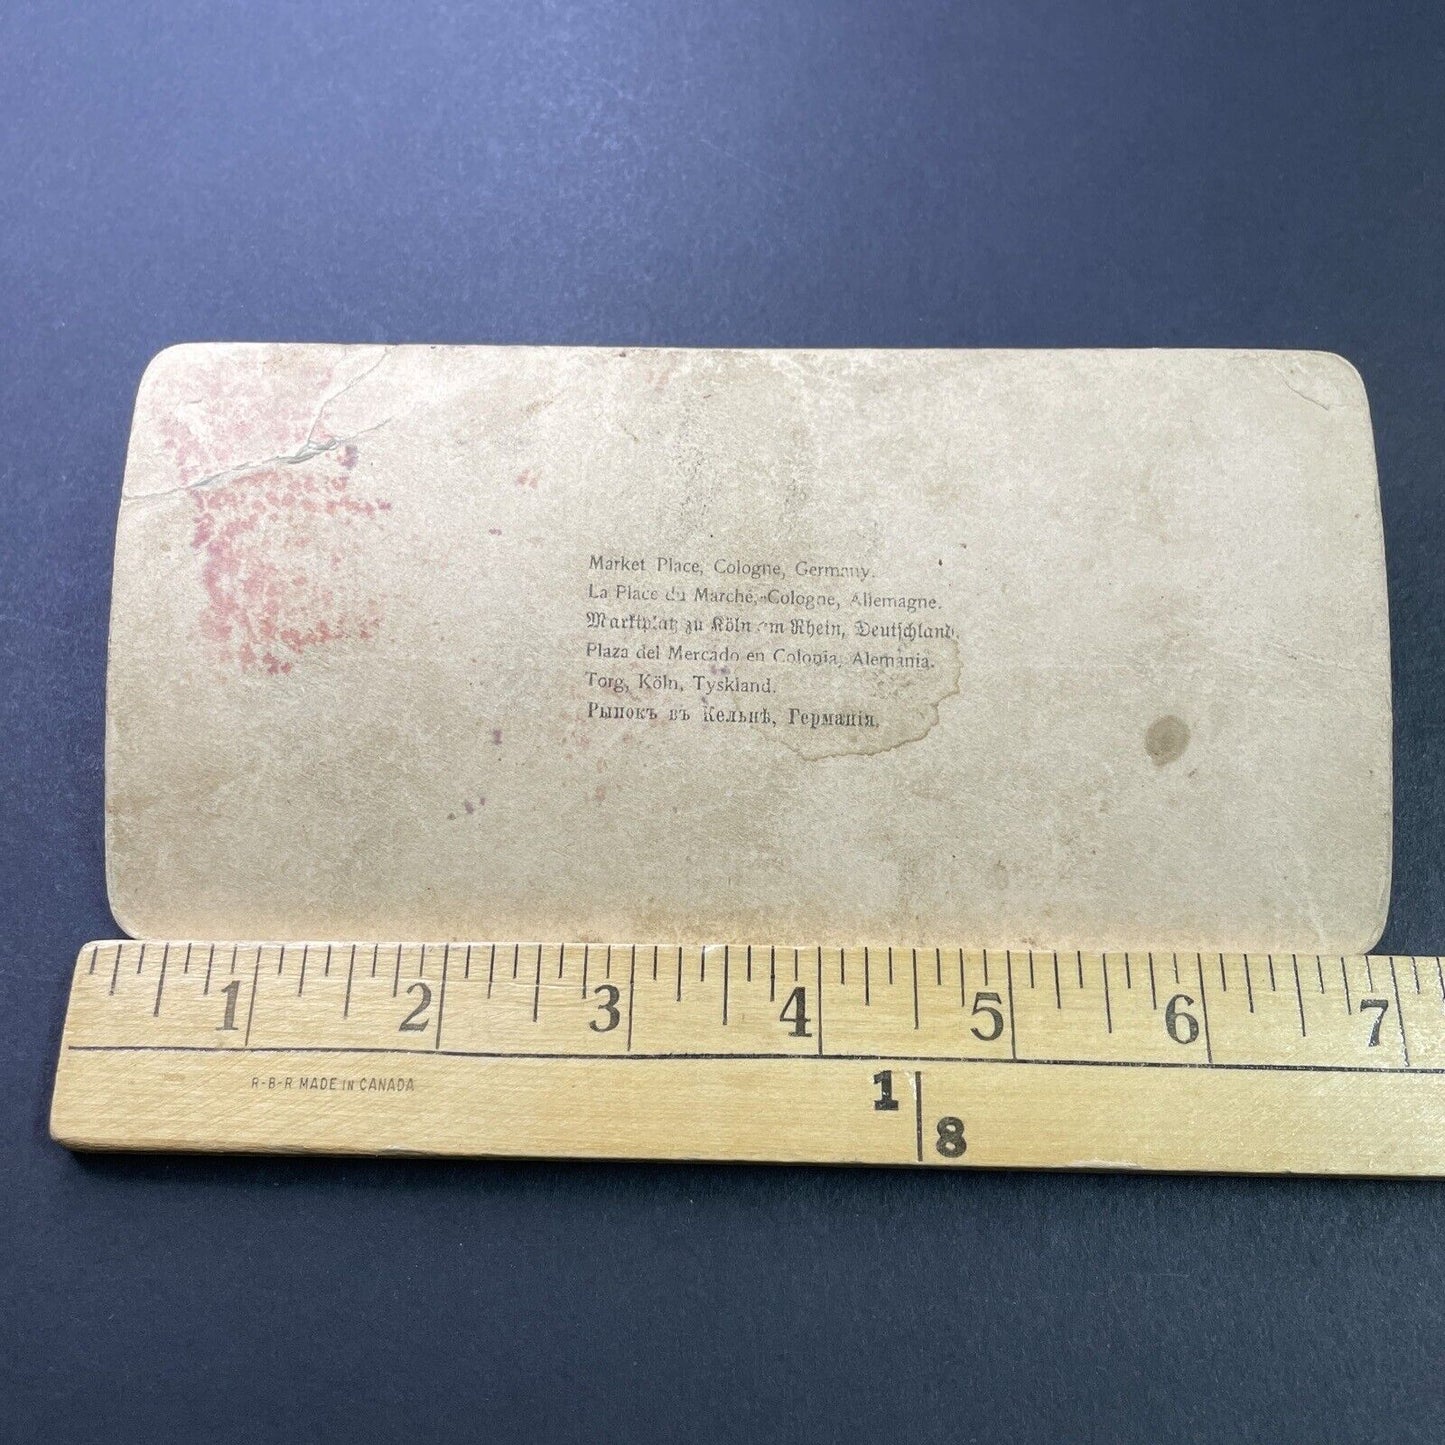 Market Place, Cologne, Germany.
La Place du Marché, Cologne, Allemagne.
Marktplatz zu Köln am Rhein, Deutschland.
Plaza del Mercado en Colonia, Alemania.
Torg, Köln, Tyskland.
Рынокъ въ Кельнѣ, Германія.
1 2 3 4 5 6 7
R-B-R MADE IN CANADA
1
8